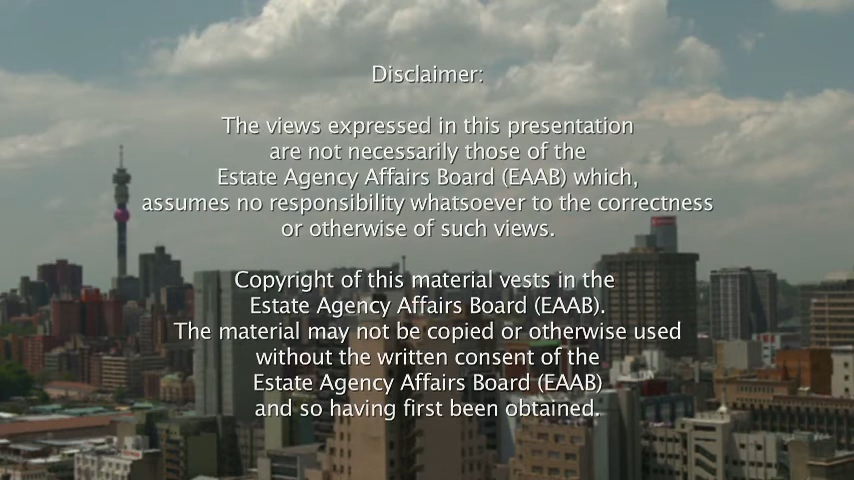 Disclaimer:
The views expressed in this presentation
are not necessarily those of the
Estate Agency Affairs Board (EAAB) which,
assumes no responsibility whatsoever to the correctness
or otherwise of such views.
Copyright of this material vests in the
Estate Agency Affairs Board (EAAB).
The material may not be copied or otherwise used
without the written consent of the
Estate Agency Affairs Board (EAAB)
and so having first been obtained.